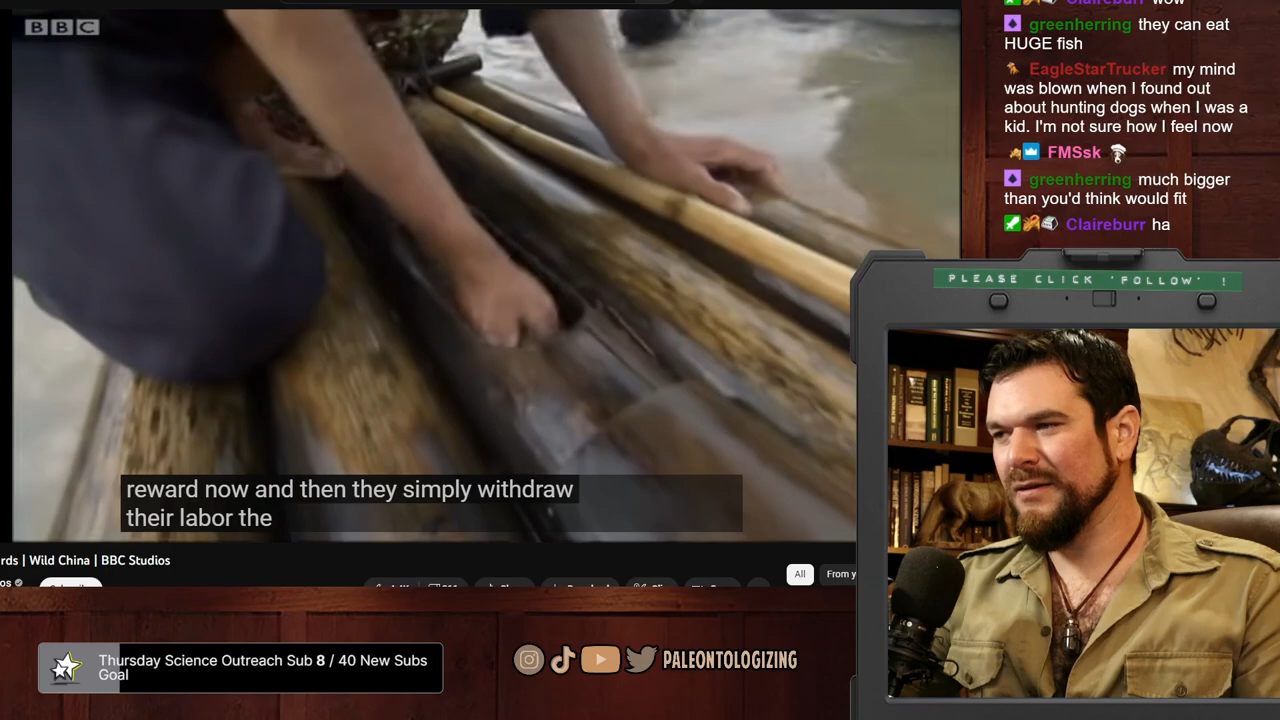 BBC
Claireburr wow
greenherring they can eat
HUGE fish
EagleStarTrucker my mind
was blown when I found out
about hunting dogs when I was a
kid. I'm not sure how I feel now
FMSsk
greenherring much bigger
than you'd think would fit
Claireburr ha
PLEASE CLICK 'FOLLOW' !
reward now and then they simply withdraw
their labor the
rds | Wild China | BBC Studios
os
All
From y
Thursday Science Outreach Sub 8 / 40 New Subs
Goal
PALEONTOLOGIZING